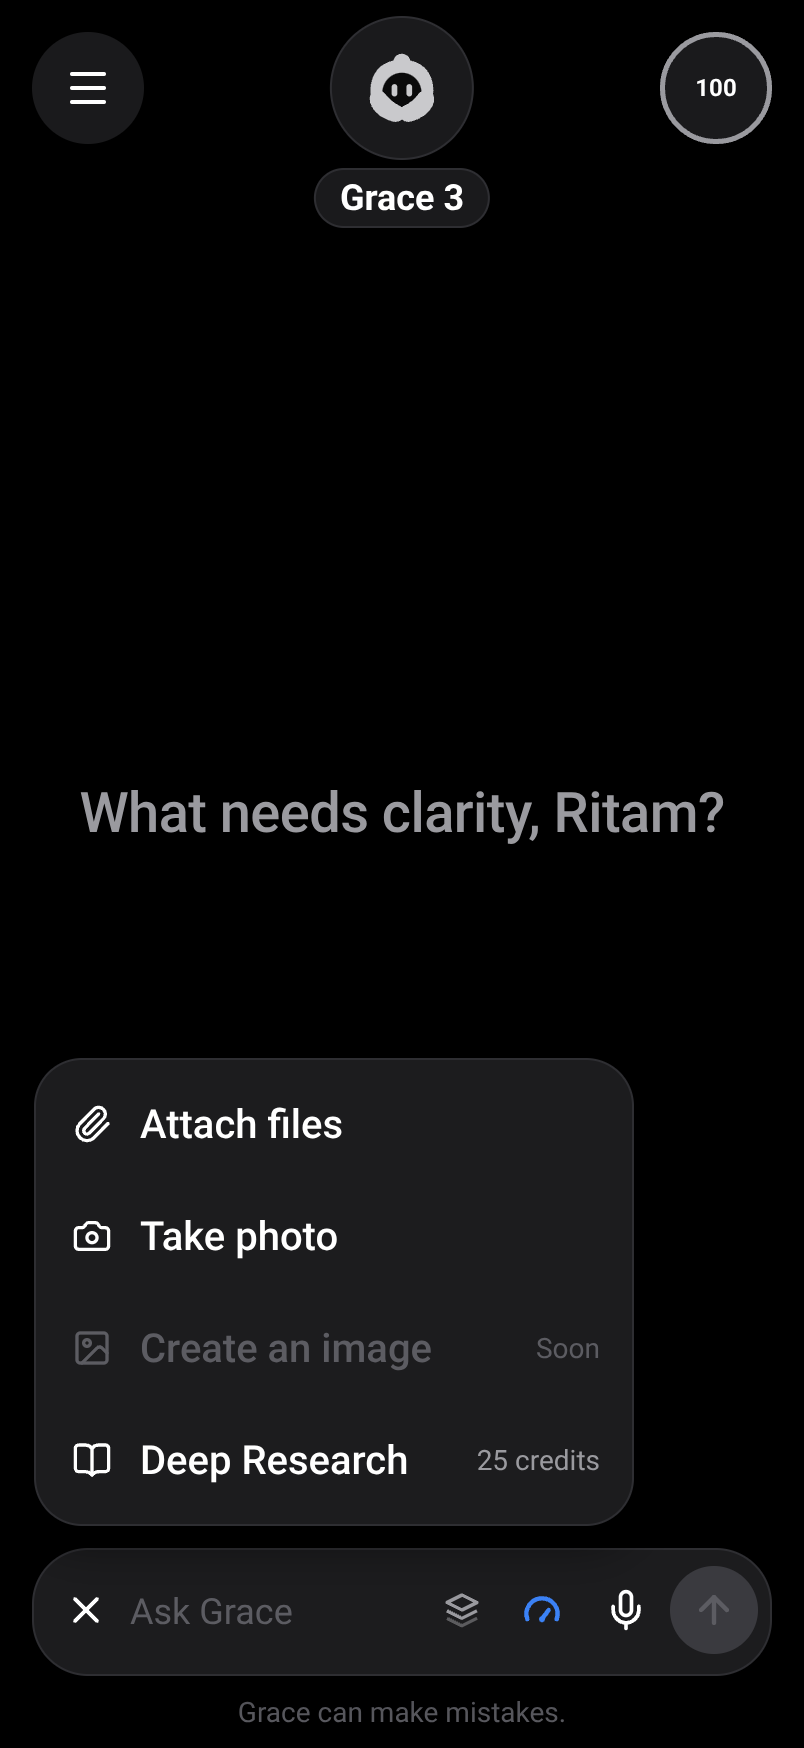 100
Grace 3
What needs clarity, Ritam?
Attach files
Take photo
Create an image Soon
Deep Research 25 credits
Ask Grace
Grace can make mistakes.